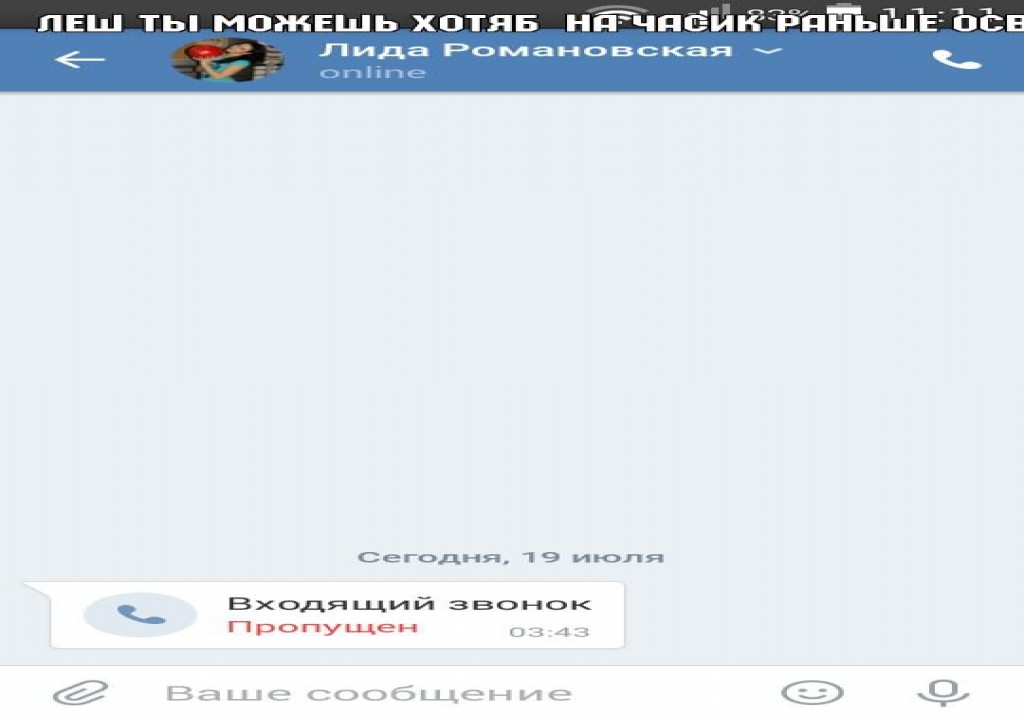 ЛЕШ ТЫ МОЖЕШЬ ХОТЯБ НА ЧАСИК РАНЬШЕ ОСВ
Лида Романовская
online
Сегодня, 19 июля
Входящий звонок
Пропущен 03:43
Ваше сообщение